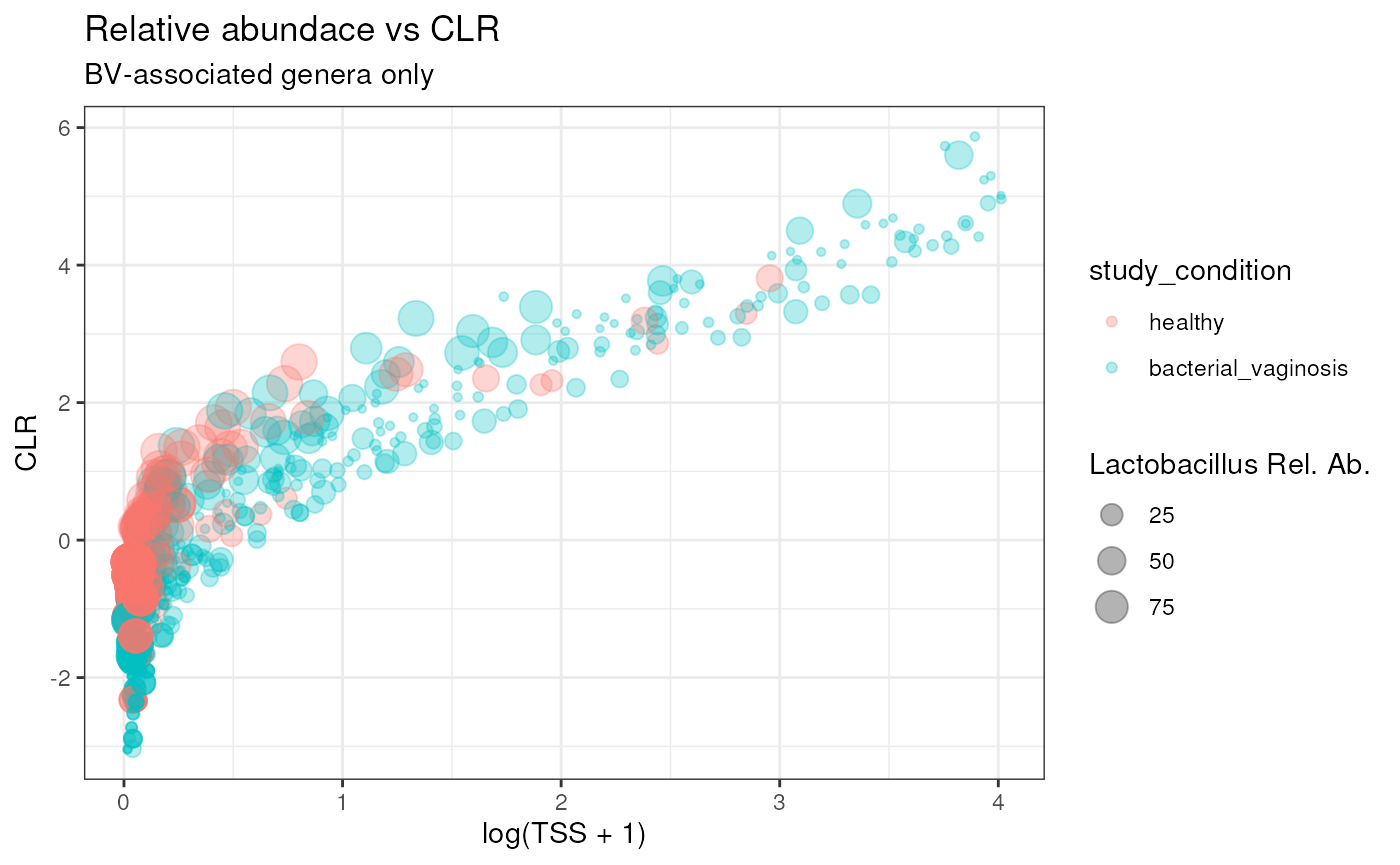 Relative abundace vs CLR
BV-associated genera only
6
4
2
0
-2
CLR
0 1 2 3 4
log(TSS + 1)
study_condition
healthy
bacterial_vaginosis
Lactobacillus Rel. Ab.
25
50
75